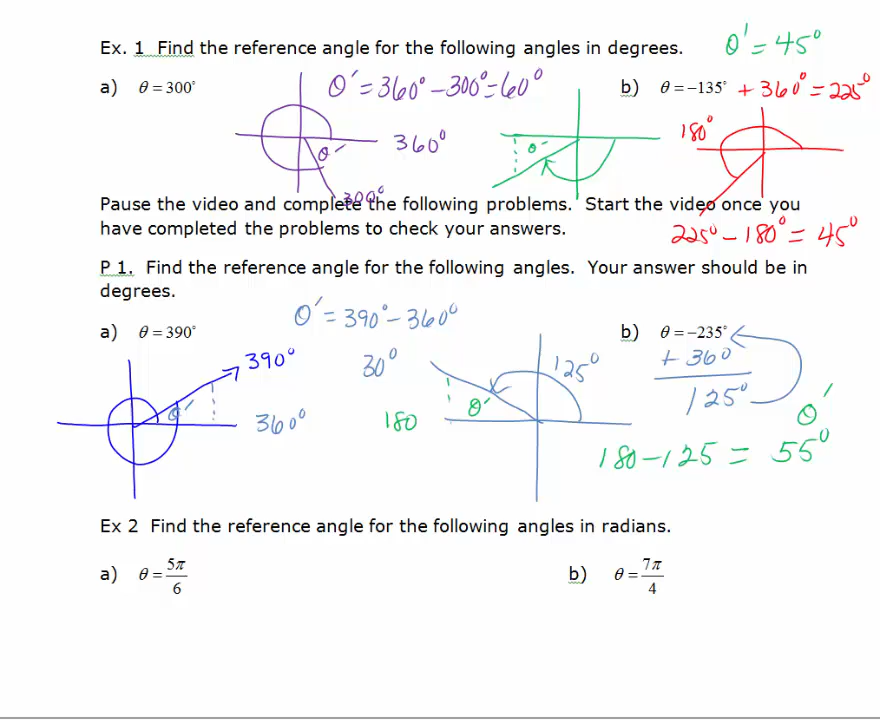 Ex. 1 Find the reference angle for the following angles in degrees.
θ' = 45°
a) θ = 300°
θ' = 360° - 300° = 60°
b) θ = -135° + 360° = 225°
360°
θ'
300°
θ'
180°
Pause the video and complete the following problems. Start the video once you
have completed the problems to check your answers.
225° - 180° = 45°
P 1. Find the reference angle for the following angles. Your answer should be in
degrees.
θ' = 390° - 360°
a) θ = 390°
30°
b) θ = -235°
+ 360
125°
390°
θ'
360°
125°
θ'
180
θ'
180 - 125 = 55°
Ex 2 Find the reference angle for the following angles in radians.
a) θ = 5π/6
b) θ = 7π/4